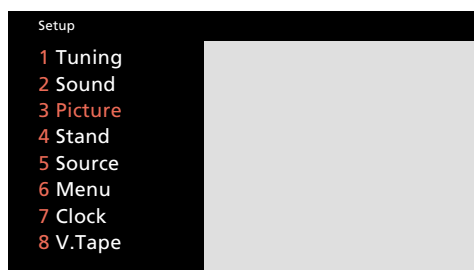 Setup
1 Tuning
2 Sound
3 Picture
4 Stand
5 Source
6 Menu
7 Clock
8 V.Tape